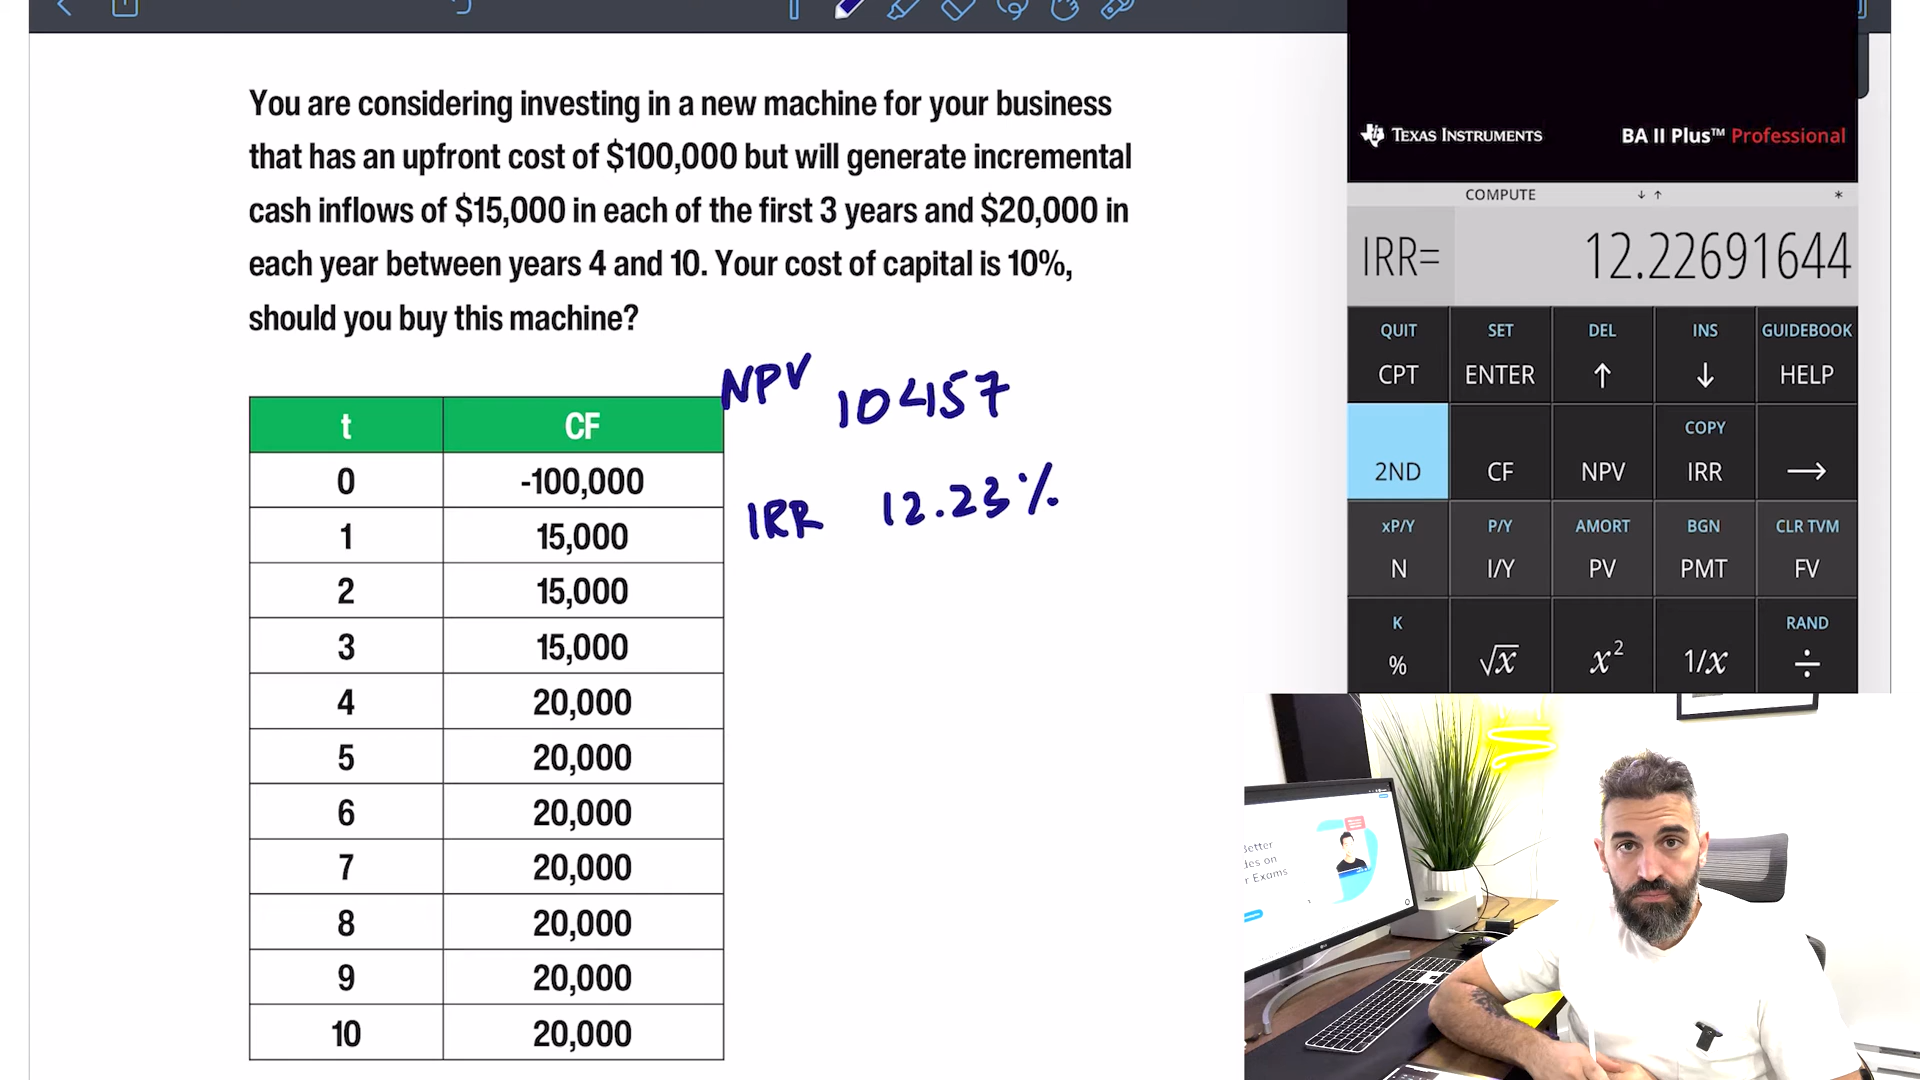 You are considering investing in a new machine for your business
that has an upfront cost of $100,000 but will generate incremental
cash inflows of $15,000 in each of the first 3 years and $20,000 in
each year between years 4 and 10. Your cost of capital is 10%,
should you buy this machine?
NPV 10457
IRR 12.23%
t CF
0 -100,000
1 15,000
2 15,000
3 15,000
4 20,000
5 20,000
6 20,000
7 20,000
8 20,000
9 20,000
10 20,000
TEXAS INSTRUMENTS BA II Plus™ Professional
COMPUTE ↓ ↑ *
IRR= 12.22691644
QUIT SET DEL INS GUIDEBOOK
CPT ENTER ↑ ↓ HELP
COPY
2ND CF NPV IRR →
xP/Y P/Y AMORT BGN CLR TVM
N I/Y PV PMT FV
K RAND
% √x x² 1/x ÷
Better
des on
r Exams